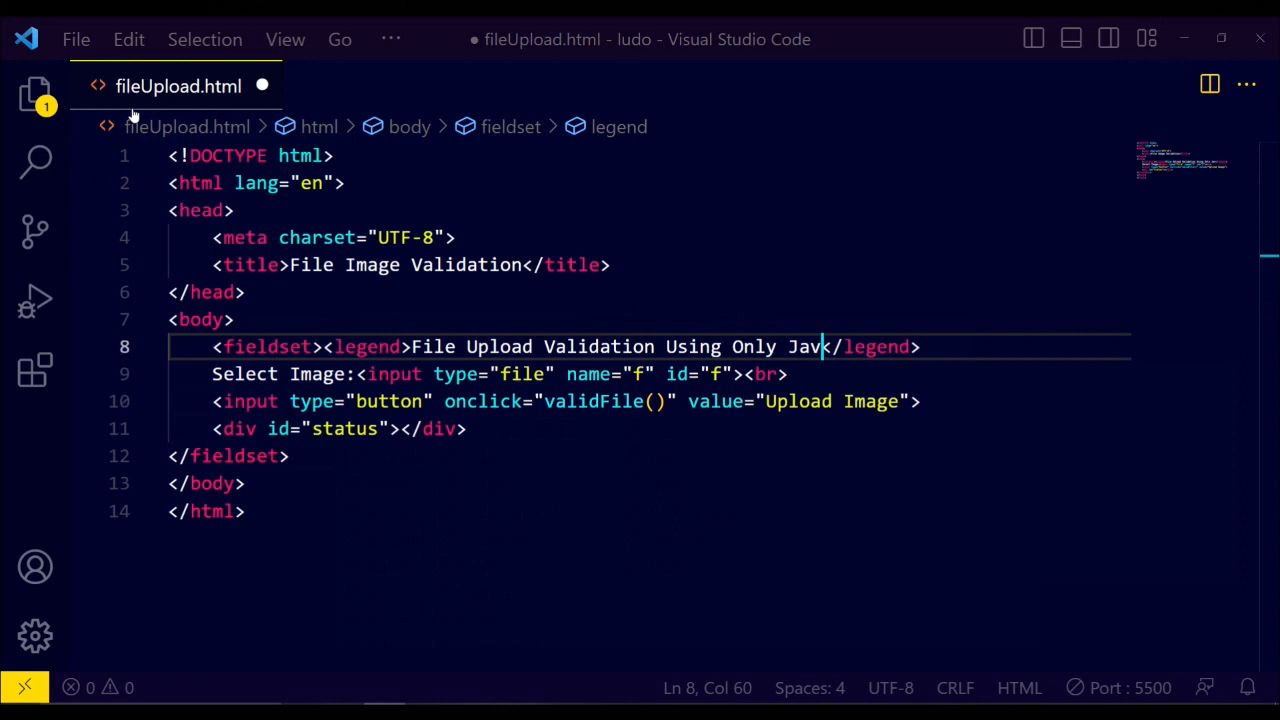 File Edit Selection View Go ··· ● fileUpload.html - ludo - Visual Studio Code
<> fileUpload.html ●
1
<> fileUpload.html > html > body > fieldset > legend
1 <!DOCTYPE html>
2 <html lang="en">
3 <head>
4     <meta charset="UTF-8">
5     <title>File Image Validation</title>
6 </head>
7 <body>
8     <fieldset><legend>File Upload Validation Using Only Jav</legend>
9     Select Image:<input type="file" name="f" id="f"><br>
10     <input type="button" onclick="validFile()" value="Upload Image">
11     <div id="status"></div>
12 </fieldset>
13 </body>
14 </html>
0 0 Ln 8, Col 60 Spaces: 4 UTF-8 CRLF HTML Port : 5500